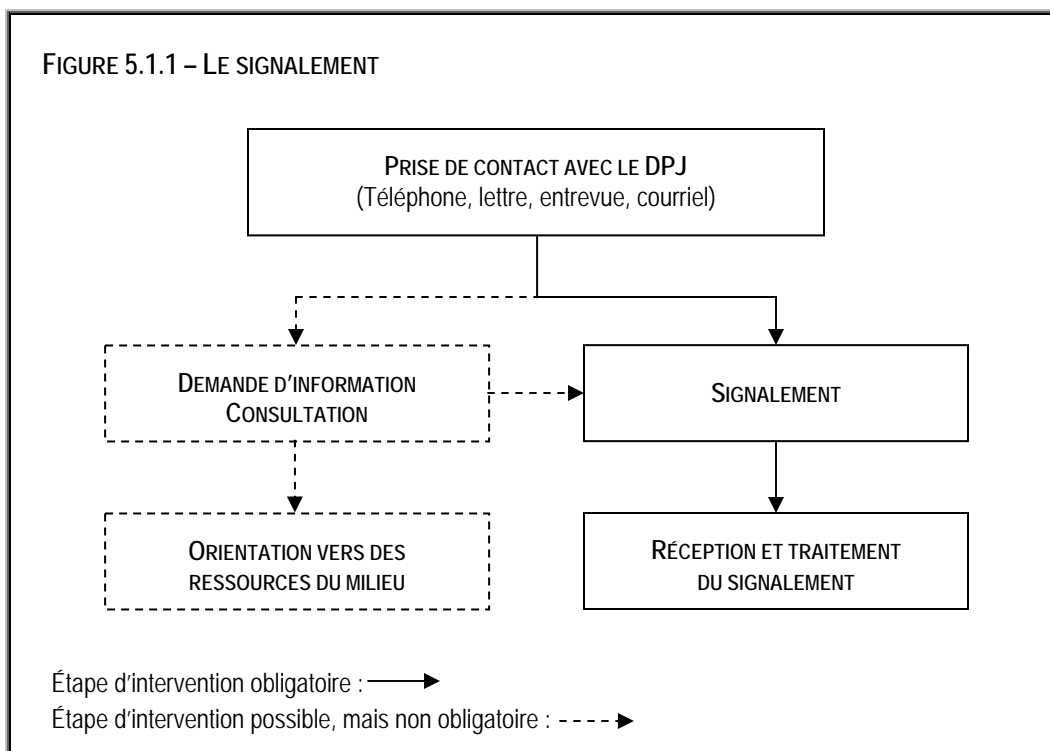 FIGURE 5.1.1 – LE SIGNALEMENT
PRISE DE CONTACT AVEC LE DPJ
(Téléphone, lettre, entrevue, courriel)
DEMANDE D'INFORMATION
CONSULTATION
SIGNALEMENT
ORIENTATION VERS DES
RESSOURCES DU MILIEU
RÉCEPTION ET TRAITEMENT
DU SIGNALEMENT
Étape d'intervention obligatoire :
Étape d'intervention possible, mais non obligatoire :